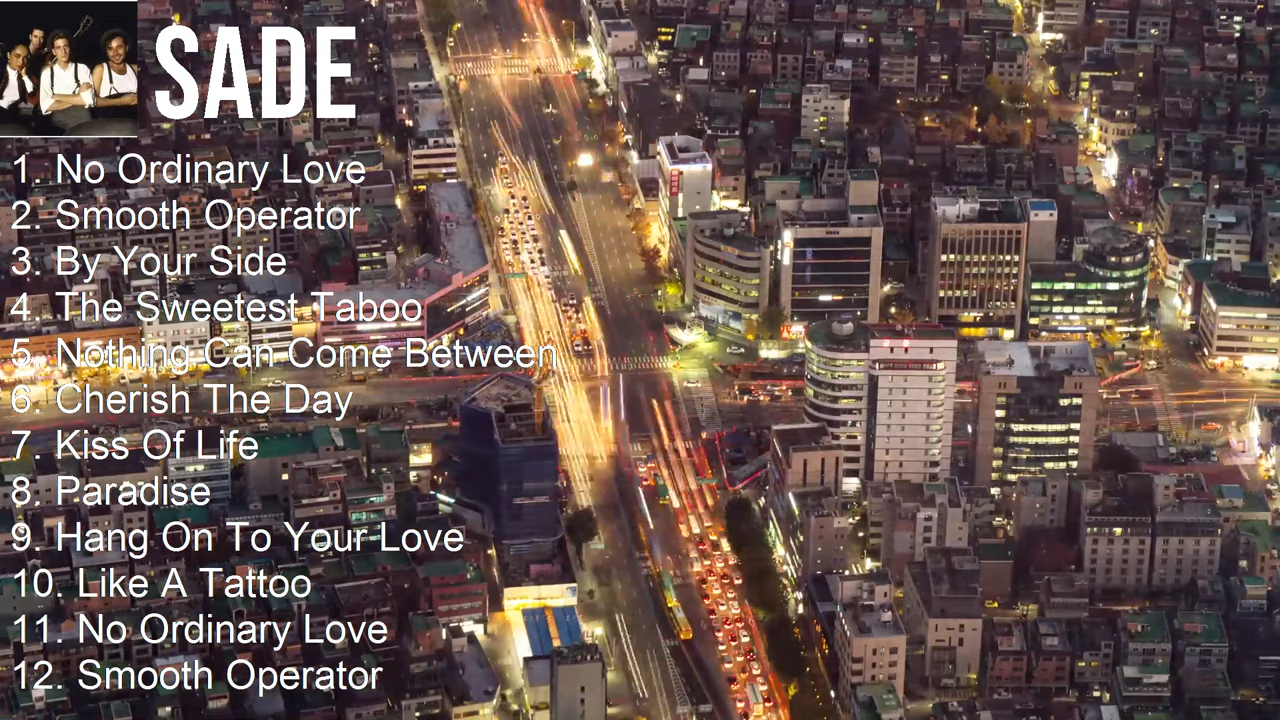 SADE
1. No Ordinary Love
2. Smooth Operator
3. By Your Side
4. The Sweetest Taboo
5. Nothing Can Come Between
6. Cherish The Day
7. Kiss Of Life
8. Paradise
9. Hang On To Your Love
10. Like A Tattoo
11. No Ordinary Love
12. Smooth Operator